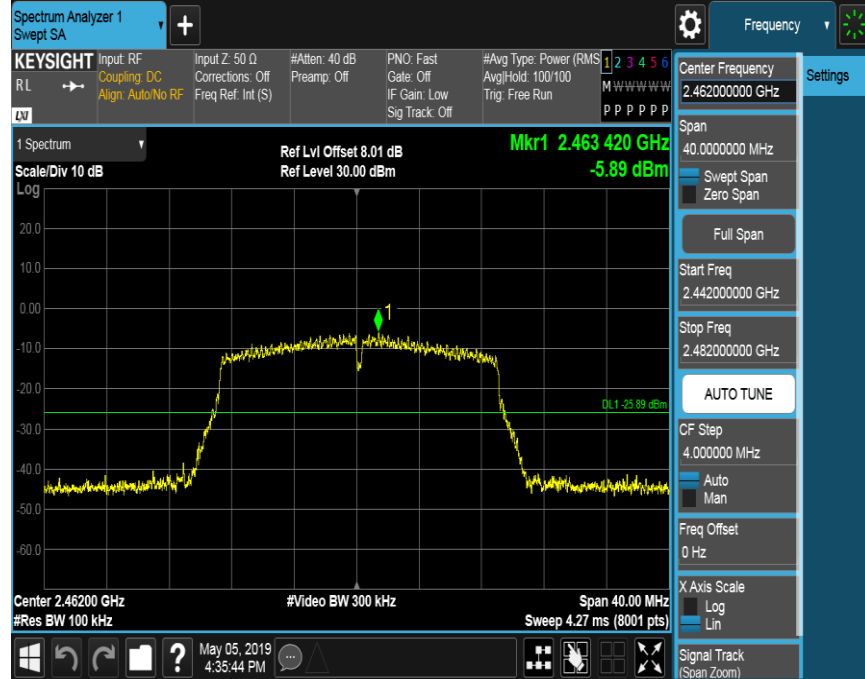 Spectrum Analyzer 1
Swept SA
+
Frequency
KEYSIGHT
RL
LXI
Input: RF
Coupling: DC
Align: Auto/No RF
Input Z: 50 Ω
Corrections: Off
Freq Ref: Int (S)
#Atten: 40 dB
Preamp: Off
PNO: Fast
Gate: Off
IF Gain: Low
Sig Track: Off
#Avg Type: Power (RMS
Avg|Hold: 100/100
Trig: Free Run
1 2 3 4 5 6
M W W W W W
P P P P P P
Center Frequency
2.462000000 GHz
Settings
1 Spectrum
Scale/Div 10 dB
Ref Lvl Offset 8.01 dB
Ref Level 30.00 dBm
Mkr1 2.463 420 GHz
-5.89 dBm
Span
40.0000000 MHz
Swept Span
Zero Span
Full Span
Start Freq
2.442000000 GHz
Stop Freq
2.482000000 GHz
AUTO TUNE
CF Step
4.000000 MHz
Auto
Man
Freq Offset
0 Hz
X Axis Scale
Log
Lin
Signal Track
(Span Zoom)
Log
20.0
10.0
0.00
-10.0
-20.0
-30.0
-40.0
-50.0
-60.0
1
DL1 -25.89 dBm
Center 2.46200 GHz
#Res BW 100 kHz
#Video BW 300 kHz
Span 40.00 MHz
Sweep 4.27 ms (8001 pts)
?
May 05, 2019
4:35:44 PM